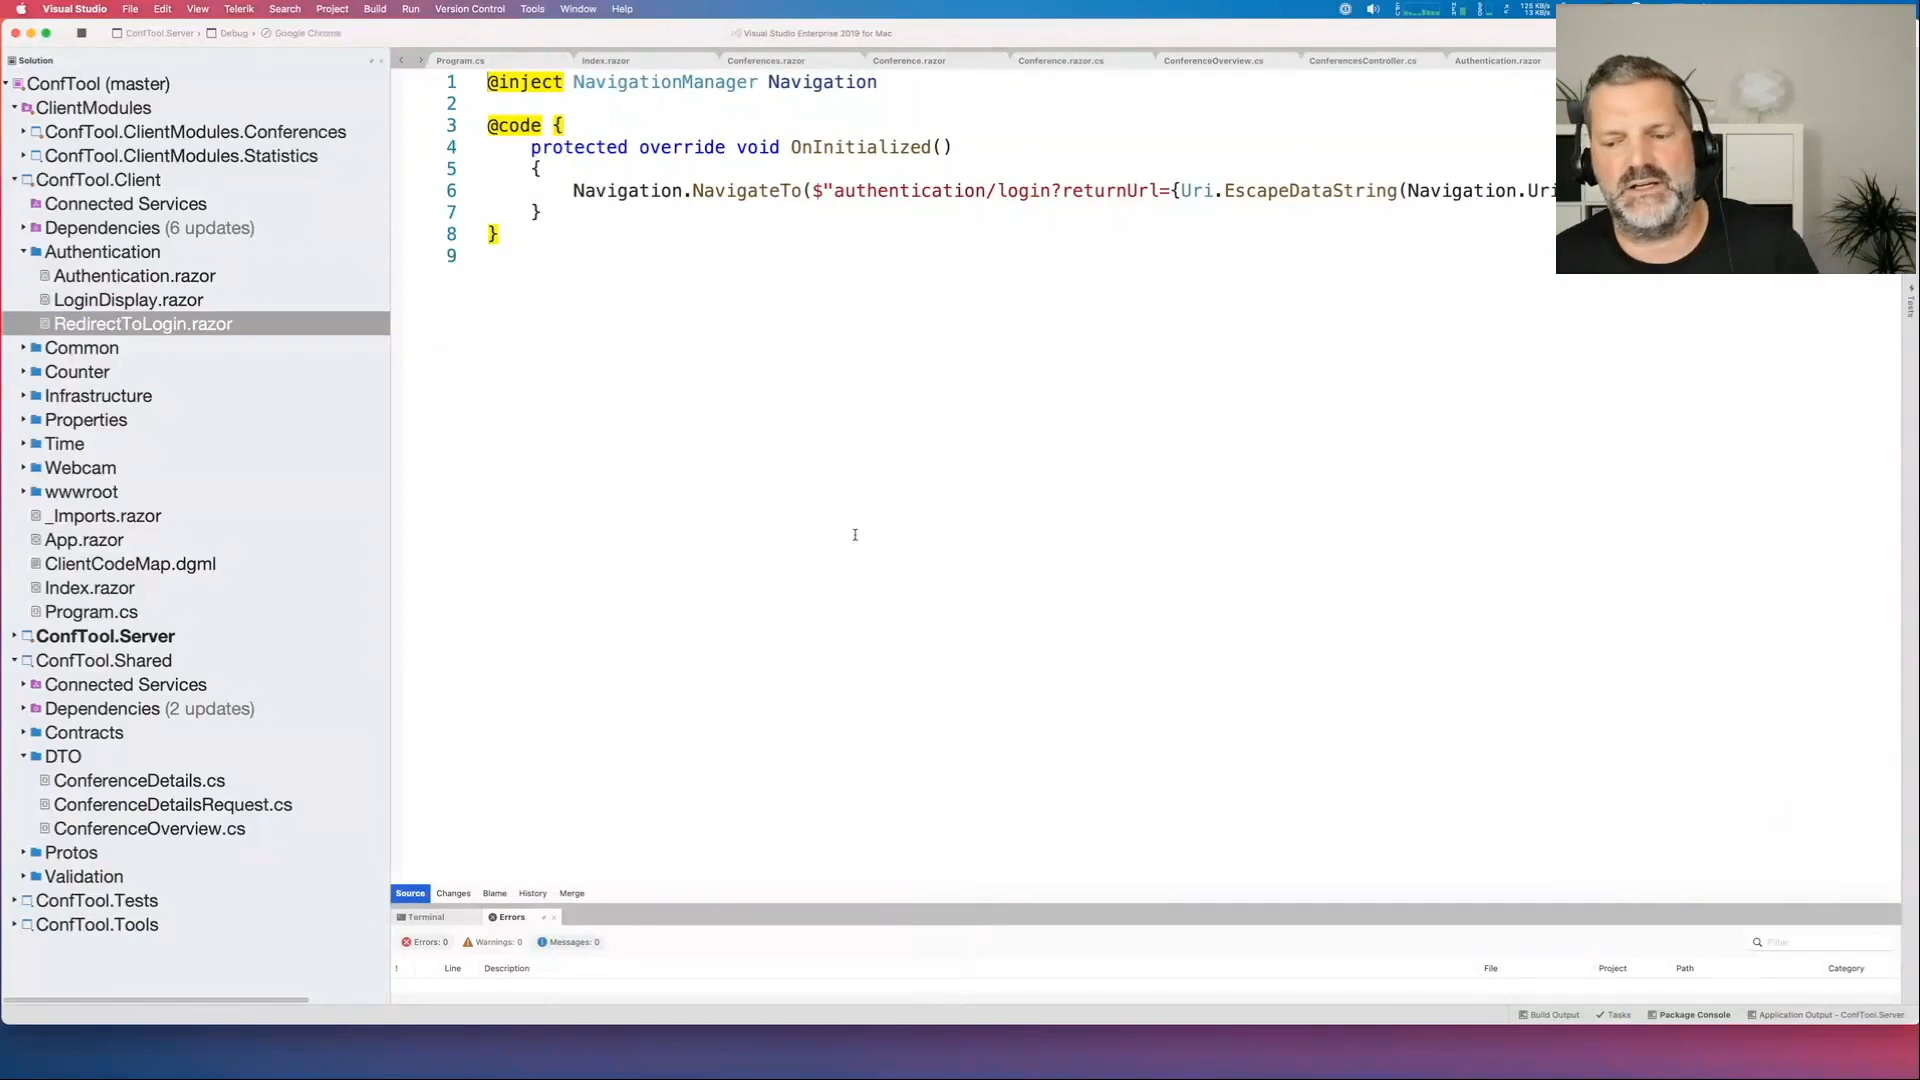 Visual Studio File Edit View Telerik Search Project Build Run Version Control Tools Window Help
125 KB/s
13 KB/s
ConfTool.Server › Debug › Google Chrome
Visual Studio Enterprise 2019 for Mac
Solution
Program.cs Index.razor Conferences.razor Conference.razor Conference.razor.cs ConferenceOverview.cs ConferencesController.cs Authentication.razor
ConfTool (master)
ClientModules
ConfTool.ClientModules.Conferences
ConfTool.ClientModules.Statistics
ConfTool.Client
Connected Services
Dependencies (6 updates)
Authentication
Authentication.razor
LoginDisplay.razor
RedirectToLogin.razor
Common
Counter
Infrastructure
Properties
Time
Webcam
wwwroot
_Imports.razor
App.razor
ClientCodeMap.dgml
Index.razor
Program.cs
ConfTool.Server
ConfTool.Shared
Connected Services
Dependencies (2 updates)
Contracts
DTO
ConferenceDetails.cs
ConferenceDetailsRequest.cs
ConferenceOverview.cs
Protos
Validation
ConfTool.Tests
ConfTool.Tools
1 @inject NavigationManager Navigation
2
3 @code {
4 protected override void OnInitialized()
5 {
6 Navigation.NavigateTo($"authentication/login?returnUrl={Uri.EscapeDataString(Navigation.Uri
7 }
8 }
9
Tests
Source Changes Blame History Merge
Terminal Errors
Errors: 0 Warnings: 0 Messages: 0 Filter
! Line Description File Project Path Category
Build Output Tasks Package Console Application Output - ConfTool.Server